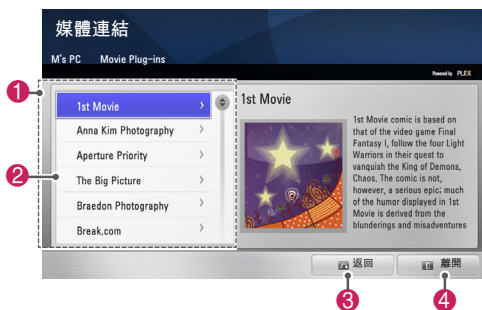 媒體連結
M's PC Movie Plug-ins
Powered by PLEX
1
1st Movie
Anna Kim Photography
Aperture Priority
2
The Big Picture
Braedon Photography
Break.com
1st Movie
1st Movie comic is based on
that of the video game Final
Fantasy I, follow the four Light
Warriors in their quest to
vanquish the King of Demons,
Chaos. The comic is not,
however, a serious epic; much
of the humor displayed in 1st
Movie is derived from the
blunderings and misadventures
返回
離開
3
4